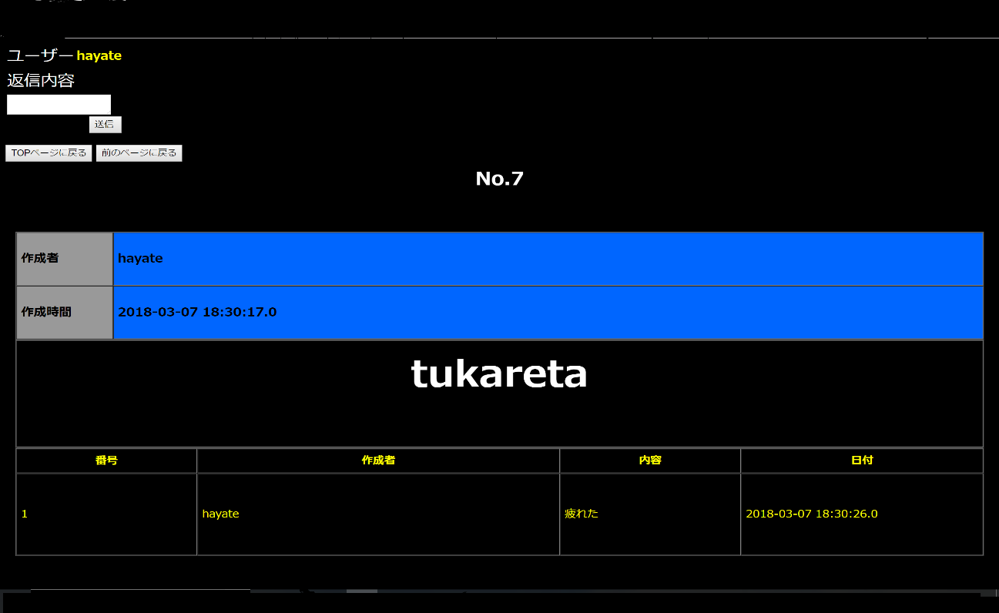 ユーザー hayate
返信内容
送信
TOPページに戻る 前のページに戻る
No.7
作成者 hayate
作成時間 2018-03-07 18:30:17.0
tukareta
番号 作成者 内容 日付
1 hayate 疲れた 2018-03-07 18:30:26.0